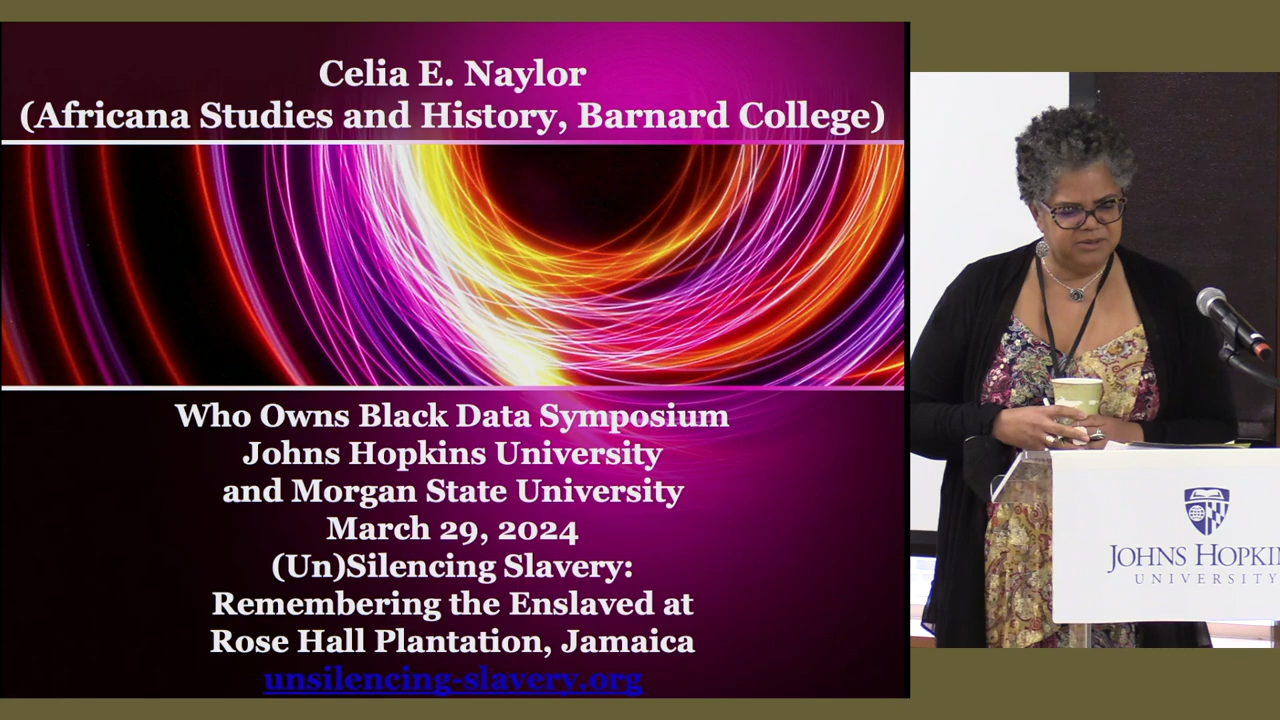 Celia E. Naylor
(Africana Studies and History, Barnard College)
Who Owns Black Data Symposium
Johns Hopkins University
and Morgan State University
March 29, 2024
(Un)Silencing Slavery:
Remembering the Enslaved at
Rose Hall Plantation, Jamaica
unsilencing-slavery.org
JOHNS HOPKIN
UNIVERSITY